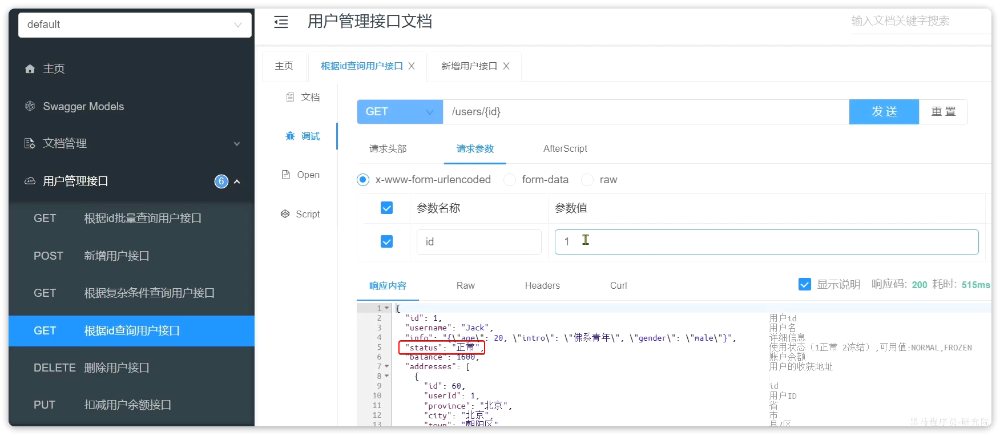 default
主页
Swagger Models
文档管理
用户管理接口
6
GET 根据id批量查询用户接口
POST 新增用户接口
GET 根据复杂条件查询用户接口
GET 根据id查询用户接口
DELETE 删除用户接口
PUT 扣减用户余额接口
用户管理接口文档
输入文档关键字搜索
主页
根据id查询用户接口
新增用户接口
文档
调试
Open
Script
GET
/users/{id}
发 送
重 置
请求头部
请求参数
AfterScript
x-www-form-urlencoded
form-data
raw
参数名称
参数值
id
1
响应内容
Raw
Headers
Curl
显示说明
响应码: 200 耗时: 515ms
1 {
2 "id": 1, 用户id
3 "username": "Jack", 用户名
4 "info": "{\"age\": 20, \"intro\": \"佛系青年\", \"gender\": \"male\"}", 详细信息
5 "status": "正常", 使用状态（1正常 2冻结）,可用值:NORMAL,FROZEN
6 "balance": 1600, 账户余额
7 "addresses": [ 用户的收获地址
8 {
9 "id": 60, id
10 "userId": 1, 用户ID
11 "province": "北京", 省
12 "city": "北京", 市
13 "town": "朝阳区" 县/区
黑马程序员-研究院